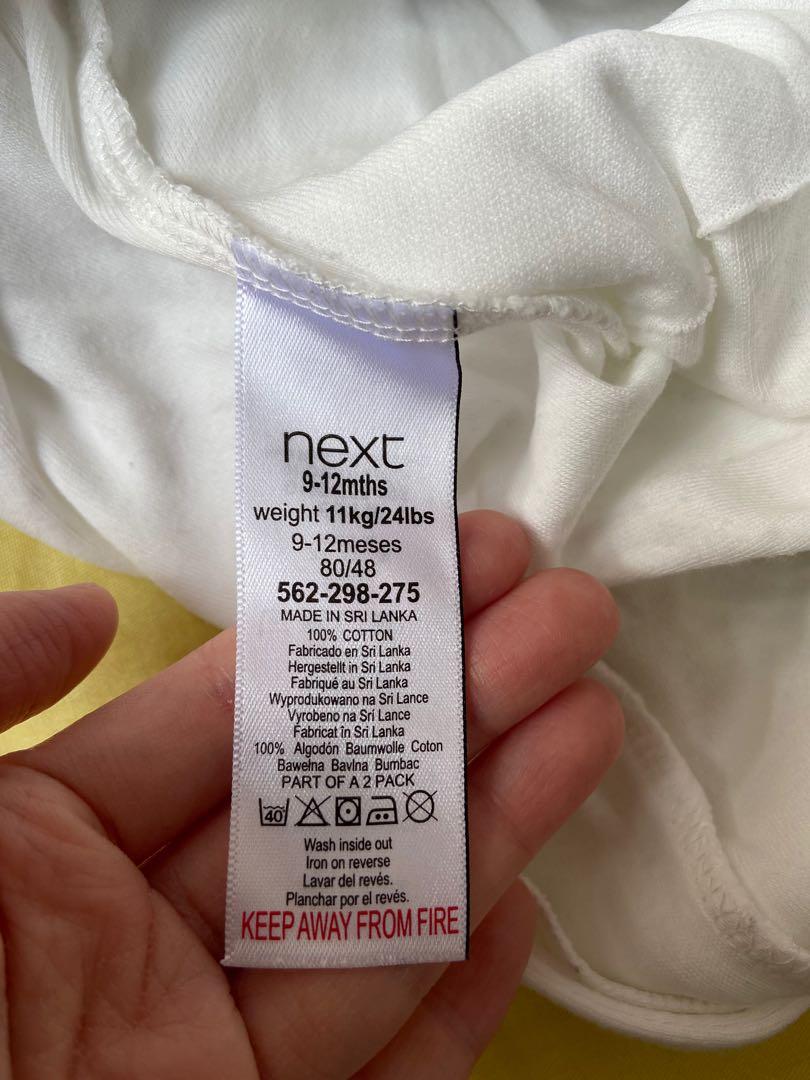 next
9-12mths
weight 11kg/24lbs
9-12meses
80/48
562-298-275
MADE IN SRI LANKA
100% COTTON
Fabricado en Sri Lanka
Hergestellt in Sri Lanka
Fabriqué au Sri Lanka
Wyprodukowano na Sri Lance
Vyrobeno na Srí Lance
Fabricat în Sri Lanka
100% Algodón Baumwolle Coton
Bawełna Bavlna Bumbac
PART OF A 2 PACK
40
Wash inside out
Iron on reverse
Lavar del revés.
Planchar por el revés.
KEEP AWAY FROM FIRE